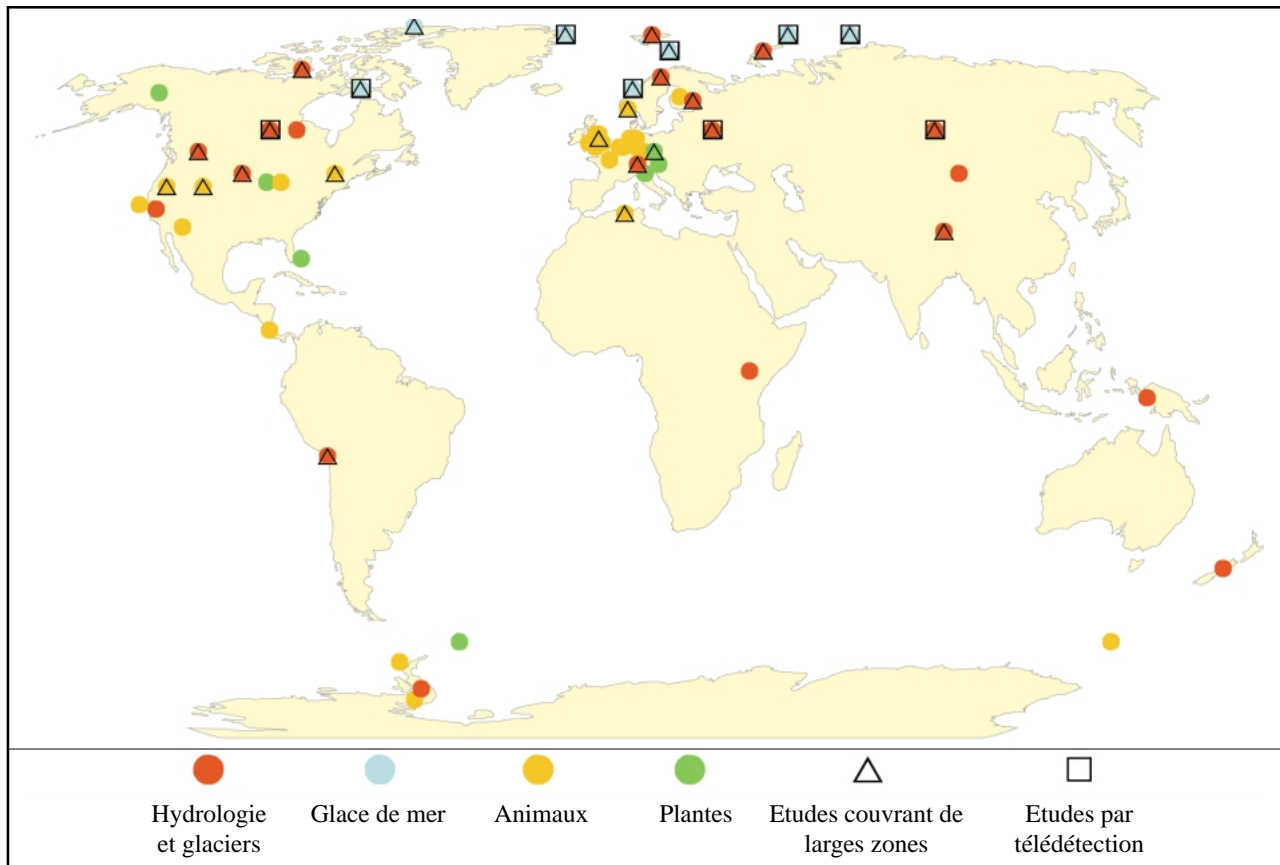 Hydrologie
et glaciers
Glace de mer
Animaux
Plantes
Etudes couvrant de
larges zones
Etudes par
télédétection